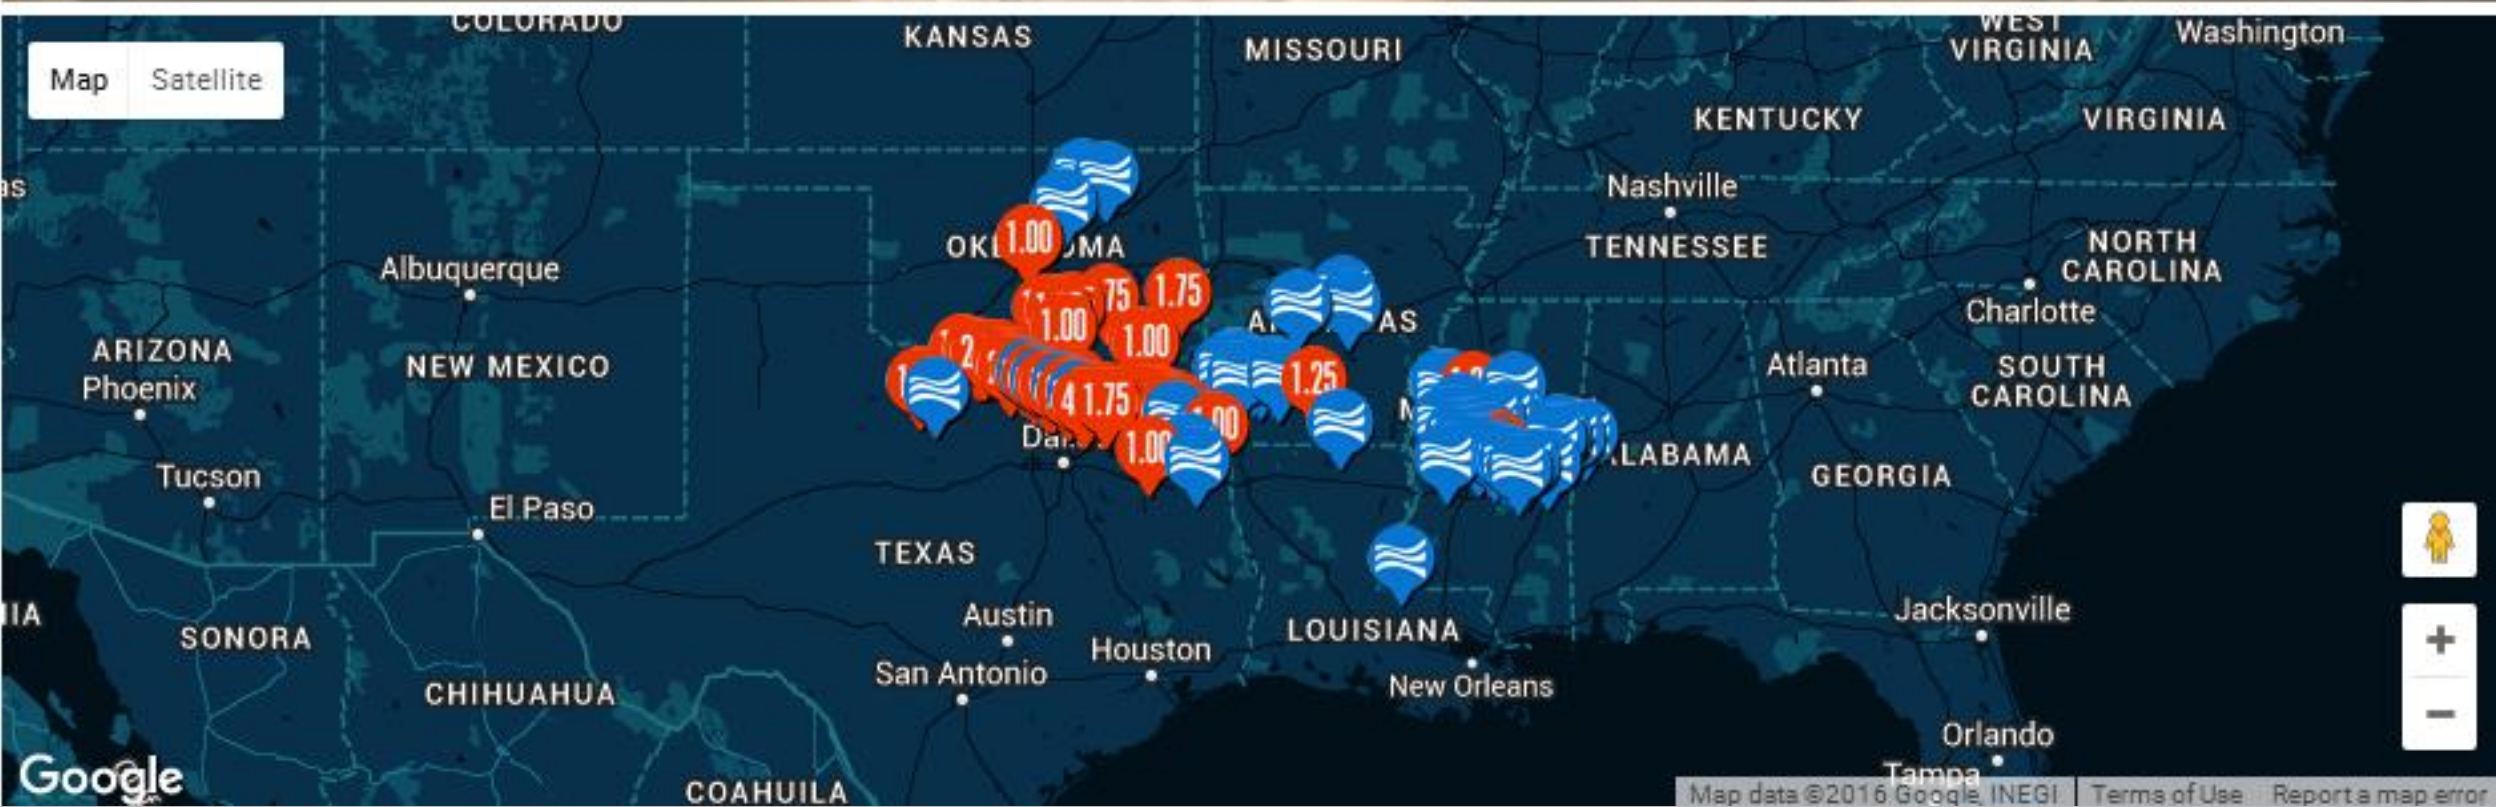 COLORADO
KANSAS
MISSOURI
WEST
VIRGINIA
Washington
Map
Satellite
KENTUCKY
VIRGINIA
Nashville
1.00
TENNESSEE
NORTH
CAROLINA
Albuquerque
75
1.75
1.00
1.00
Charlotte
ARIZONA
NEW MEXICO
Phoenix
2
1.25
Atlanta
SOUTH
CAROLINA
4
1.75
1.00
Tucson
GEORGIA
El Paso
TEXAS
Austin
Houston
San Antonio
LOUISIANA
New Orleans
Jacksonville
SONORA
CHIHUAHUA
Orlando
Tampa
COAHUILA
Google
Map data ©2016 Google, INEGI
Terms of Use
Report a map error